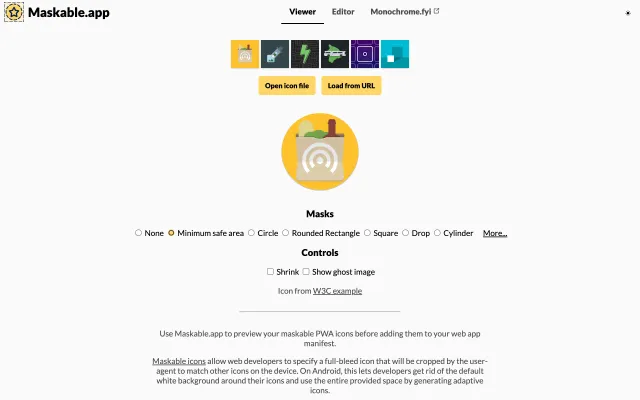 Maskable.app
Viewer Editor Monochrome.fyi
Open icon file Load from URL
Masks
None Minimum safe area Circle Rounded Rectangle Square Drop Cylinder More...
Controls
Shrink Show ghost image
Icon from W3C example
Use Maskable.app to preview your maskable PWA icons before adding them to your web app
manifest.
Maskable icons allow web developers to specify a full-bleed icon that will be cropped by the user-
agent to match other icons on the device. On Android, this lets developers get rid of the default
white background around their icons and use the entire provided space by generating adaptive
icons.